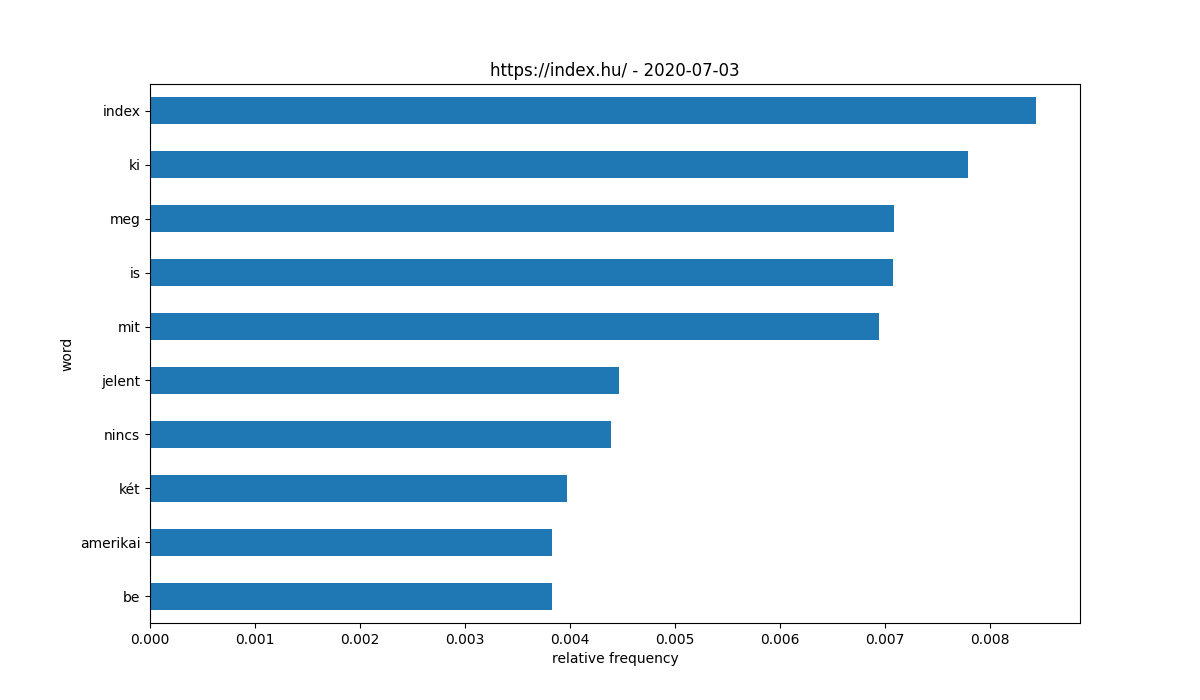 https://index.hu/ - 2020-07-03
index
ki
meg
is
mit
jelent
nincs
két
amerikai
be
word
0.000 0.001 0.002 0.003 0.004 0.005 0.006 0.007 0.008
relative frequency